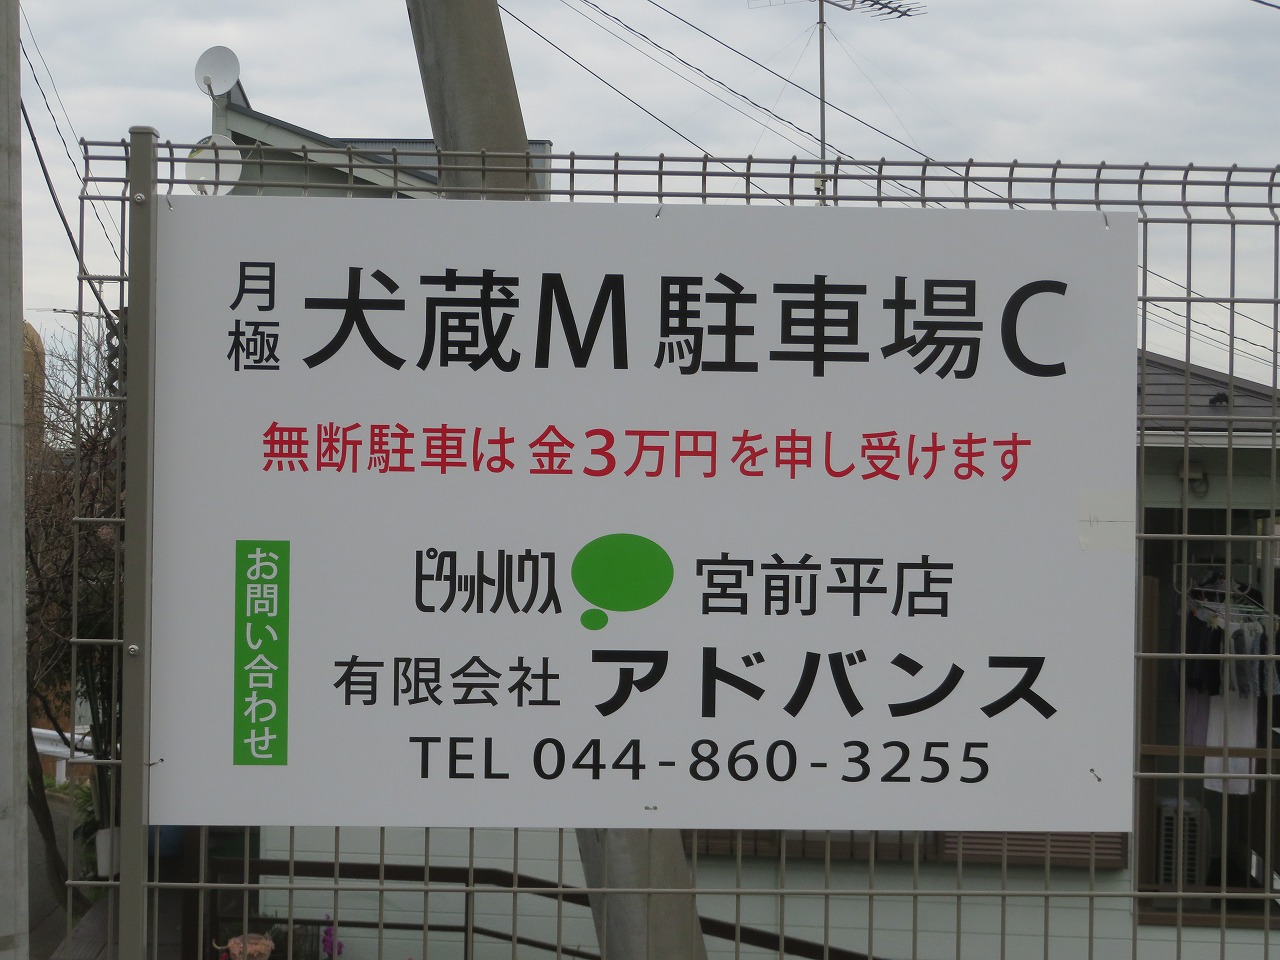 月極 犬蔵M駐車場C
無断駐車は金3万円を申し受けます
お問い合わせ
ピタットハウス 宮前平店
有限会社 アドバンス
TEL 044-860-3255